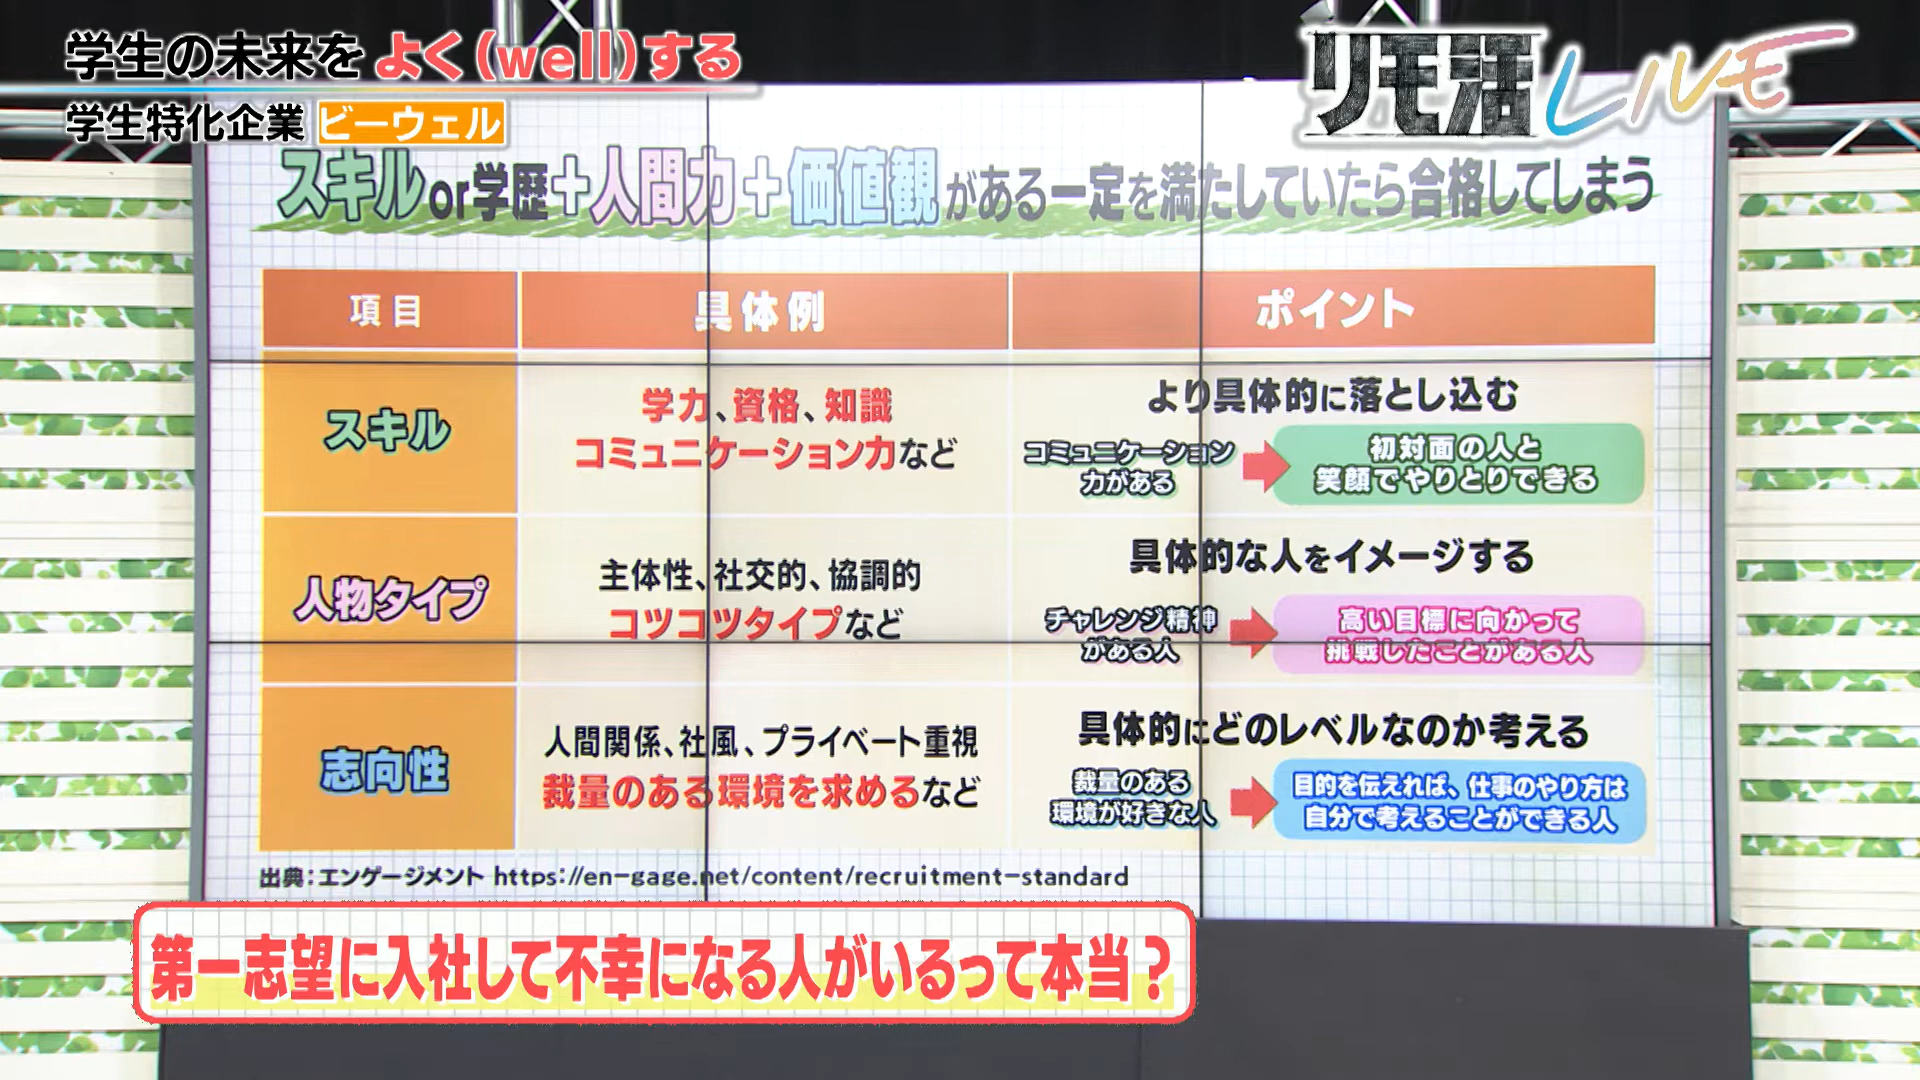 学生の未来をよく(well)する
学生特化企業 ビーウェル
リモ活LIVE
スキルor学歴+人間力+価値観がある一定を満たしていたら合格してしまう
項目 具体例 ポイント
スキル
学力、資格、知識
コミュニケーション力など
より具体的に落とし込む
コミュニケーション
力がある
初対面の人と
笑顔でやりとりできる
人物タイプ
主体性、社交的、協調的
コツコツタイプなど
具体的な人をイメージする
チャレンジ精神
がある人
高い目標に向かって
挑戦したことがある人
志向性
人間関係、社風、プライベート重視
裁量のある環境を求めるなど
具体的にどのレベルなのか考える
裁量のある
環境が好きな人
目的を伝えれば、仕事のやり方は
自分で考えることができる人
出典:エンゲージメント https://en-gage.net/content/recruitment-standard
第一志望に入社して不幸になる人がいるって本当?